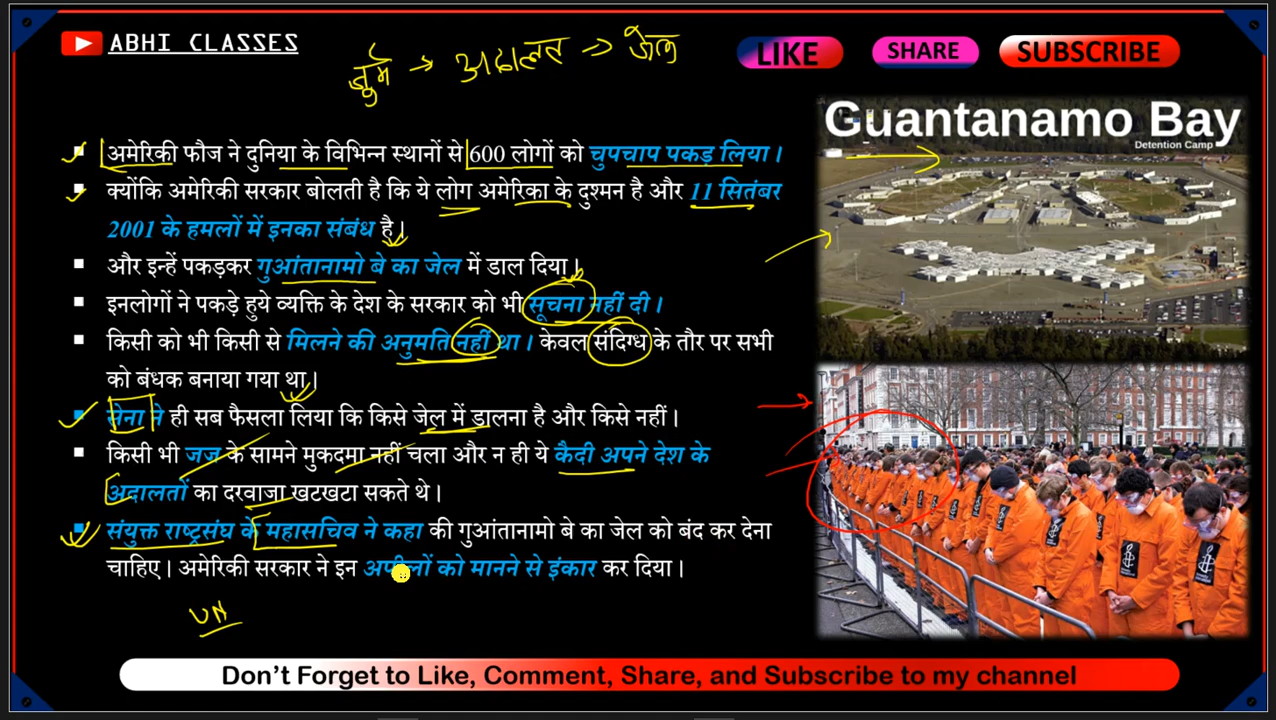 ABHI CLASSES
जुर्म → अदालत → जेल
LIKE
SHARE
SUBSCRIBE
Guantanamo Bay
Detention Camp
अमेरिकी फौज ने दुनिया के विभिन्न स्थानों से 600 लोगों को चुपचाप पकड़ लिया।
क्योंकि अमेरिकी सरकार बोलती है कि ये लोग अमेरिका के दुश्मन है और 11 सितंबर
2001 के हमलों में इनका संबंध है।
और इन्हें पकड़कर गुआंतानामो बे का जेल में डाल दिया।
इनलोगों ने पकड़े हुये व्यक्ति के देश के सरकार को भी सूचना नहीं दी।
किसी को भी किसी से मिलने की अनुमति नहीं था। केवल संदिग्ध के तौर पर सभी
को बंधक बनाया गया था।
सेना ने ही सब फैसला लिया कि किसे जेल में डालना है और किसे नहीं।
किसी भी जज के सामने मुकदमा नहीं चला और न ही ये कैदी अपने देश के
अदालतों का दरवाजा खटखटा सकते थे।
संयुक्त राष्ट्रसंघ के महासचिव ने कहा की गुआंतानामो बे का जेल को बंद कर देना
चाहिए। अमेरिकी सरकार ने इन अपीलों को मानने से इंकार कर दिया।
UN
Don't Forget to Like, Comment, Share, and Subscribe to my channel